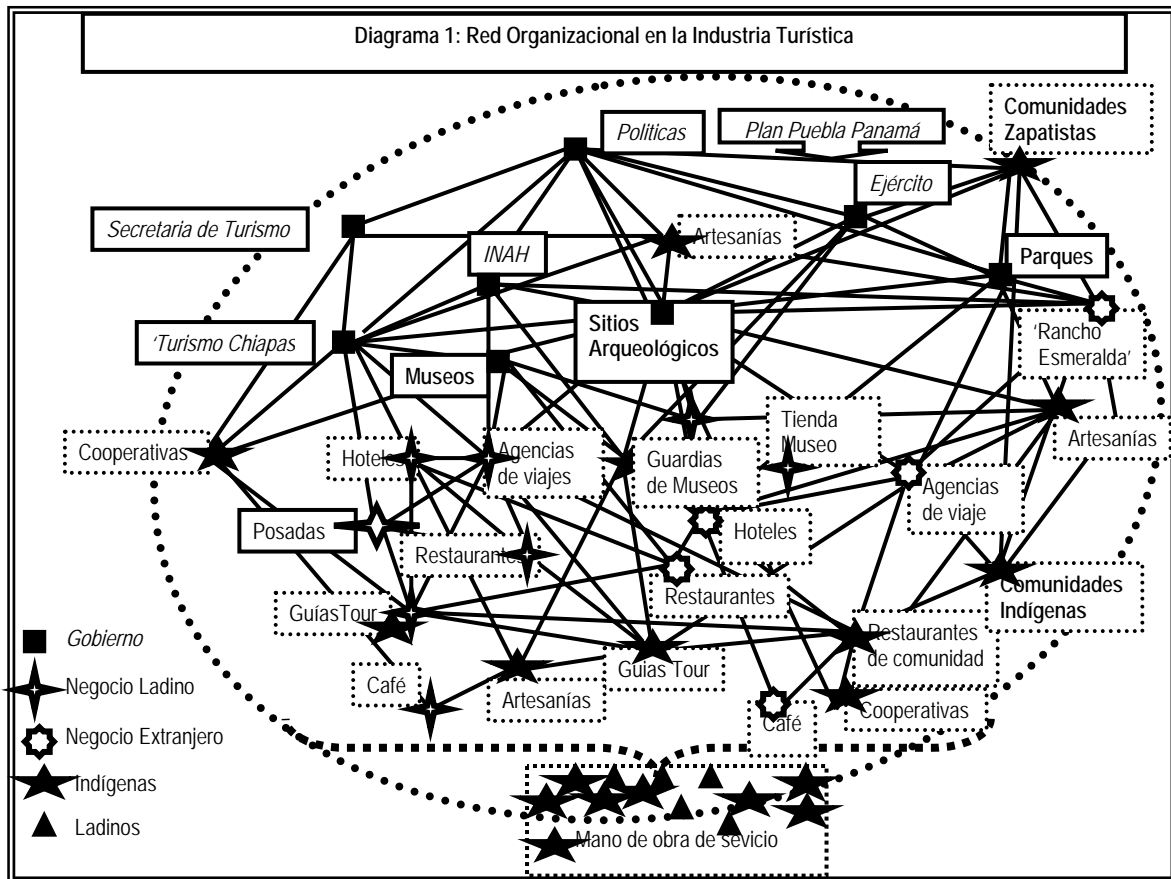 Diagrama 1: Red Organizacional en la Industria Turística
Comunidades
Zapatistas
Politicas
Plan Puebla Panamá
Ejército
Secretaria de Turismo
Artesanías
INAH
Parques
Sitios
Arqueológicos
'Rancho
Esmeralda'
'Turismo Chiapas
Museos
Cooperativas
Hoteles
Agencias
de viajes
Guardias
de Museos
Tienda
Museo
Artesanías
Agencias
de viaje
Posadas
Restaurantes
Hoteles
Restaurantes
Comunidades
Indígenas
GuíasTour
Restaurantes
de comunidad
Guías Tour
Café
Artesanías
Cooperativas
Café
Gobierno
Negocio Ladino
Negocio Extranjero
Indígenas
Ladinos
Mano de obra de sevicio